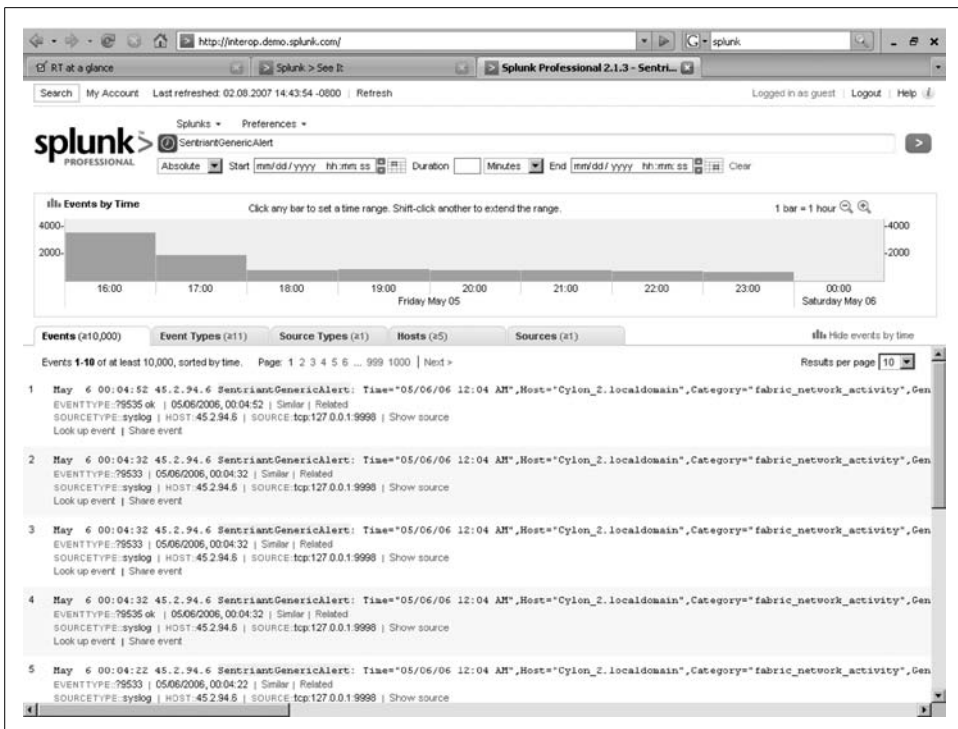 http://interop.demo.splunk.com/ G splunk
RT at a glance Splunk > See It Splunk Professional 2.1.3 - Sentri...
Search My Account Last refreshed: 02.08.2007 14:43:54 -0800 | Refresh Logged in as guest | Logout | Help
Splunks Preferences
splunk> SentriantGenericAlert >
PROFESSIONAL
Absolute Start mm/dd/yyyy hh:mm:ss Duration Minutes End mm/dd/yyyy hh:mm:ss Clear
Events by Time Click any bar to set a time range. Shift-click another to extend the range. 1 bar = 1 hour
4000- -4000
2000- -2000
16:00 17:00 18:00 19:00 20:00 21:00 22:00 23:00 00:00
Friday May 05 Saturday May 06
Events (≥10,000) Event Types (≥11) Source Types (≥1) Hosts (≥5) Sources (≥1) Hide events by time
Events 1-10 of at least 10,000, sorted by time. Page: 1 2 3 4 5 6 ... 999 1000 | Next > Results per page 10
1 May 6 00:04:52 45.2.94.6 SentriantGenericAlert: Time="05/06/06 12:04 AM",Host="Cylon_2.localdomain",Category="fabric_network_activity",Gen
EVENTTYPE::?9535 ok | 05/06/2006, 00:04:52 | Similar | Related
SOURCETYPE::syslog | HOST::45.2.94.6 | SOURCE::tcp:127.0.0.1:9998 | Show source
Look up event | Share event
2 May 6 00:04:32 45.2.94.6 SentriantGenericAlert: Time="05/06/06 12:04 AM",Host="Cylon_2.localdomain",Category="fabric_network_activity",Gen
EVENTTYPE::?9533 | 05/06/2006, 00:04:32 | Similar | Related
SOURCETYPE::syslog | HOST::45.2.94.6 | SOURCE::tcp:127.0.0.1:9998 | Show source
Look up event | Share event
3 May 6 00:04:32 45.2.94.6 SentriantGenericAlert: Time="05/06/06 12:04 AM",Host="Cylon_2.localdomain",Category="fabric_network_activity",Gen
EVENTTYPE::?9533 | 05/06/2006, 00:04:32 | Similar | Related
SOURCETYPE::syslog | HOST::45.2.94.6 | SOURCE::tcp:127.0.0.1:9998 | Show source
Look up event | Share event
4 May 6 00:04:32 45.2.94.6 SentriantGenericAlert: Time="05/06/06 12:04 AM",Host="Cylon_2.localdomain",Category="fabric_network_activity",Gen
EVENTTYPE::?9535 ok | 05/06/2006, 00:04:32 | Similar | Related
SOURCETYPE::syslog | HOST::45.2.94.6 | SOURCE::tcp:127.0.0.1:9998 | Show source
Look up event | Share event
5 May 6 00:04:22 45.2.94.6 SentriantGenericAlert: Time="05/06/06 12:04 AM",Host="Cylon_2.localdomain",Category="fabric_network_activity",Gen
EVENTTYPE::?9533 | 05/06/2006, 00:04:22 | Similar | Related
SOURCETYPE::syslog | HOST::45.2.94.6 | SOURCE::tcp:127.0.0.1:9998 | Show source